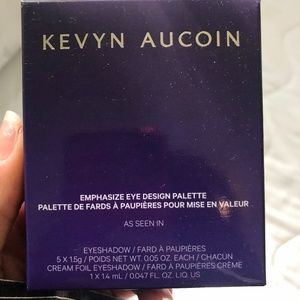 KEVYN AUCOIN
EMPHASIZE EYE DESIGN PALETTE
PALETTE DE FARDS À PAUPIÈRES POUR MISE EN VALEUR
AS SEEN IN
EYESHADOW / FARD À PAUPIÈRES
5 X 1.5g / POIDS NET WT. 0.05 OZ. EACH / CHACUN
CREAM FOIL EYESHADOW / FARD À PAUPIÈRES CRÈME
1 X 1.4 mL / 0.047 FL. OZ. LIQ. US